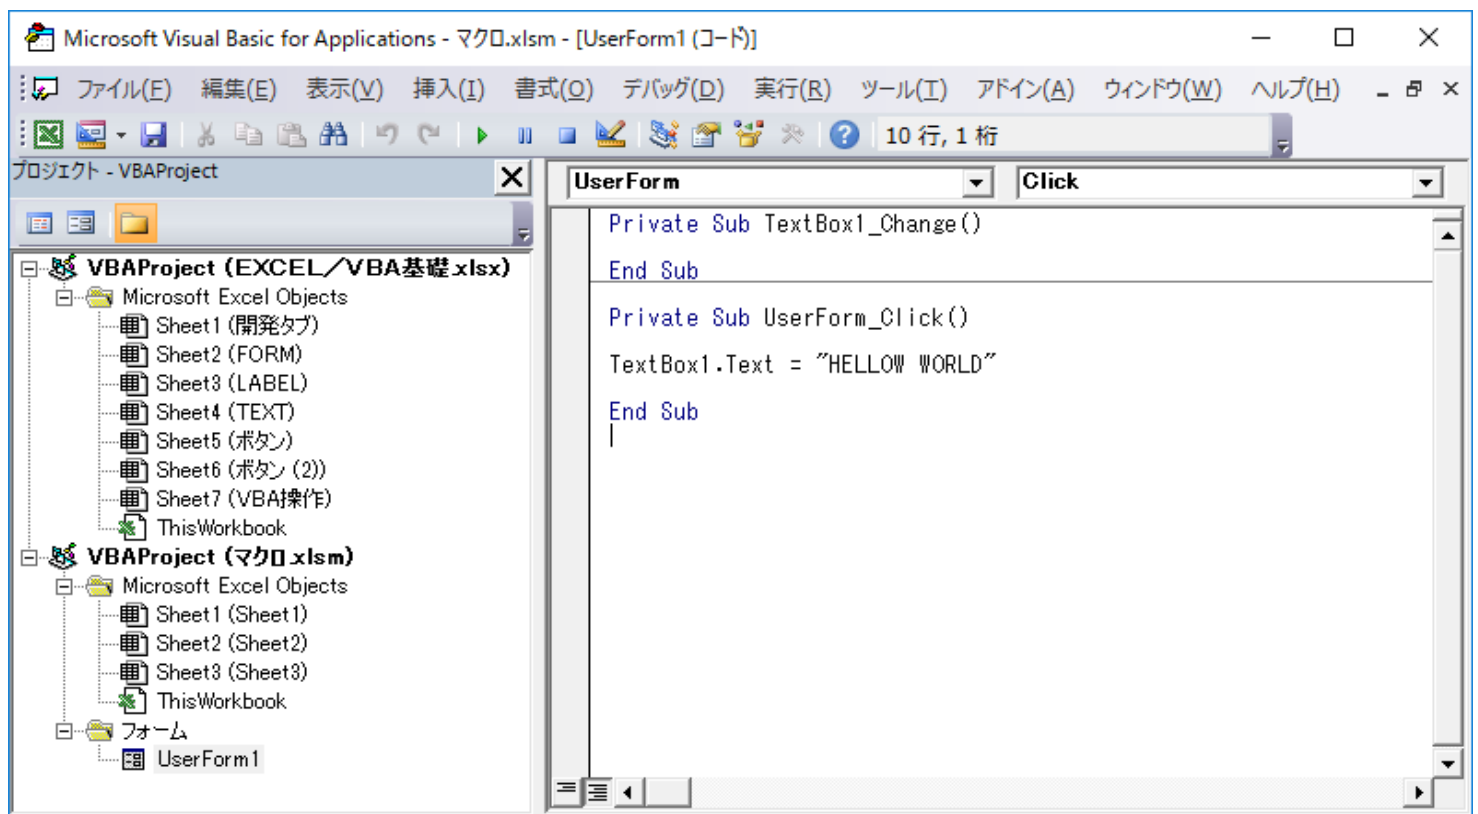 Microsoft Visual Basic for Applications - マクロ.xlsm - [UserForm1 (コード)]
ファイル(F) 編集(E) 表示(V) 挿入(I) 書式(O) デバッグ(D) 実行(R) ツール(T) アドイン(A) ウィンドウ(W) ヘルプ(H)
10 行, 1 桁
プロジェクト - VBAProject
VBAProject (EXCEL／VBA基礎.xlsx)
Microsoft Excel Objects
Sheet1 (開発タブ)
Sheet2 (FORM)
Sheet3 (LABEL)
Sheet4 (TEXT)
Sheet5 (ボタン)
Sheet6 (ボタン (2))
Sheet7 (VBA操作)
ThisWorkbook
VBAProject (マクロ.xlsm)
Microsoft Excel Objects
Sheet1 (Sheet1)
Sheet2 (Sheet2)
Sheet3 (Sheet3)
ThisWorkbook
フォーム
UserForm1
UserForm
Click
Private Sub TextBox1_Change()
End Sub
Private Sub UserForm_Click()
TextBox1.Text = "HELLOW WORLD"
End Sub